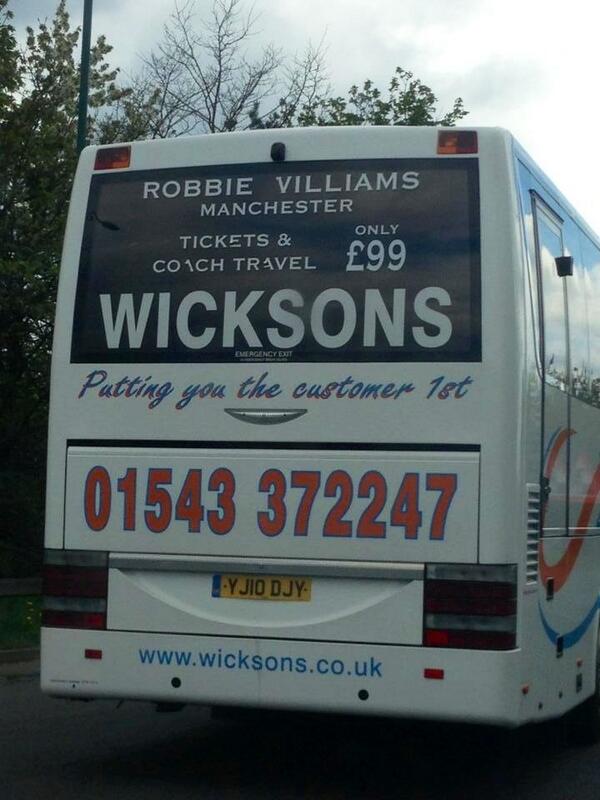 ROBBIE VILLIAMS
MANCHESTER
TICKETS &
COACH TRAVEL
ONLY
£99
WICKSONS
EMERGENCY EXIT
Putting you the customer 1st
01543 372247
YJ10 DJY
www.wicksons.co.uk